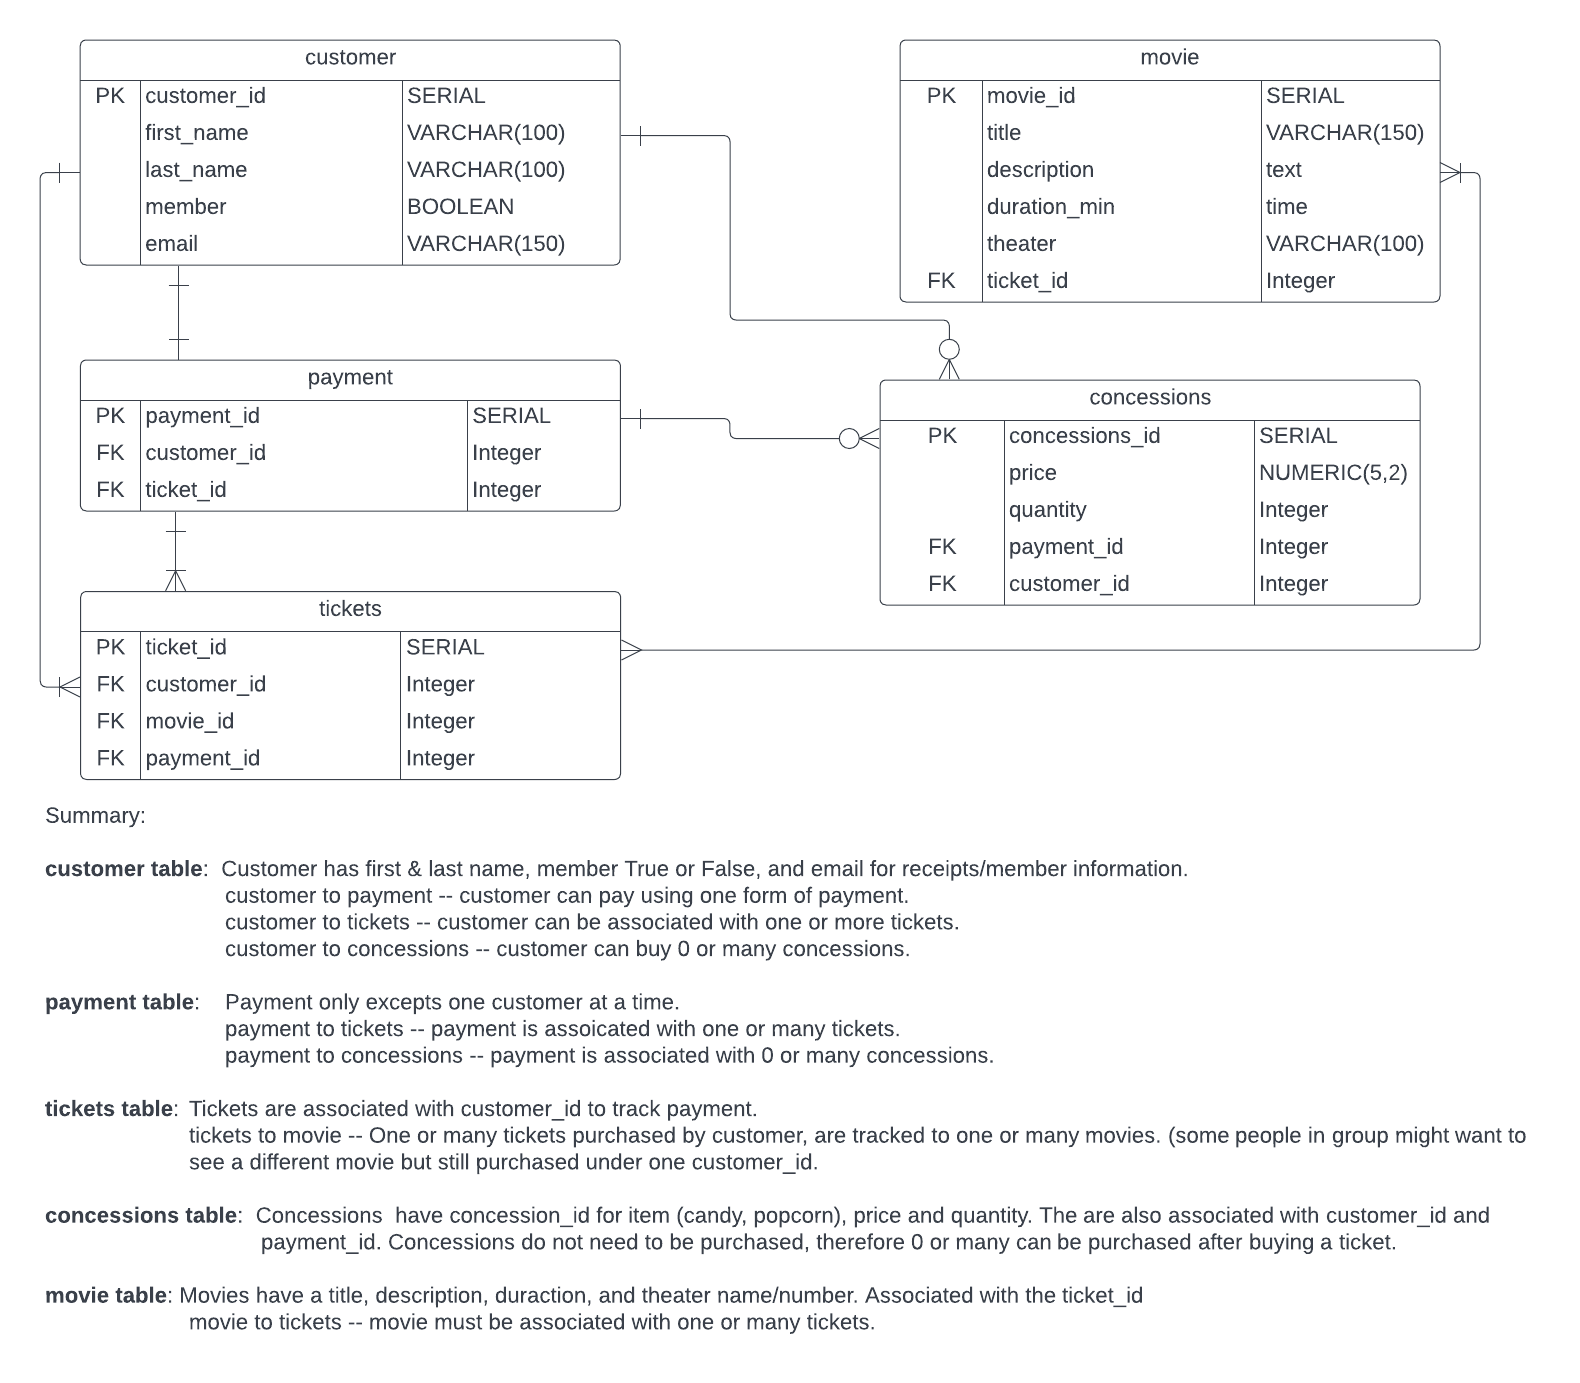 customer
PK customer_id SERIAL
first_name VARCHAR(100)
last_name VARCHAR(100)
member BOOLEAN
email VARCHAR(150)
movie
PK movie_id SERIAL
title VARCHAR(150)
description text
duration_min time
theater VARCHAR(100)
FK ticket_id Integer
payment
PK payment_id SERIAL
FK customer_id Integer
FK ticket_id Integer
concessions
PK concessions_id SERIAL
price NUMERIC(5,2)
quantity Integer
FK payment_id Integer
FK customer_id Integer
tickets
PK ticket_id SERIAL
FK customer_id Integer
FK movie_id Integer
FK payment_id Integer
Summary:
customer table: Customer has first & last name, member True or False, and email for receipts/member information.
customer to payment -- customer can pay using one form of payment.
customer to tickets -- customer can be associated with one or more tickets.
customer to concessions -- customer can buy 0 or many concessions.
payment table: Payment only excepts one customer at a time.
payment to tickets -- payment is assoicated with one or many tickets.
payment to concessions -- payment is associated with 0 or many concessions.
tickets table: Tickets are associated with customer_id to track payment.
tickets to movie -- One or many tickets purchased by customer, are tracked to one or many movies. (some people in group might want to
see a different movie but still purchased under one customer_id.
concessions table: Concessions have concession_id for item (candy, popcorn), price and quantity. The are also associated with customer_id and
payment_id. Concessions do not need to be purchased, therefore 0 or many can be purchased after buying a ticket.
movie table: Movies have a title, description, duraction, and theater name/number. Associated with the ticket_id
movie to tickets -- movie must be associated with one or many tickets.